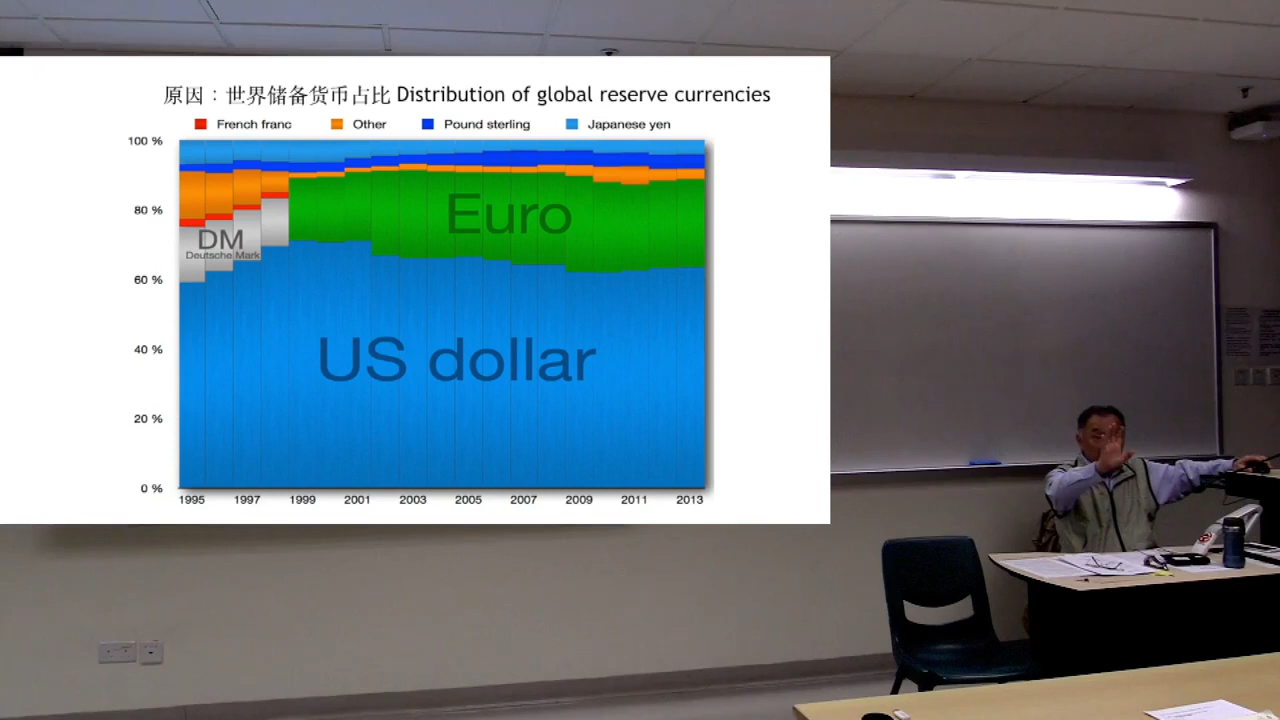 原因：世界储备货币占比 Distribution of global reserve currencies
French franc Other Pound sterling Japanese yen
100 %
80 %
60 %
40 %
20 %
0 %
DM
Deutsche Mark
Euro
US dollar
1995 1997 1999 2001 2003 2005 2007 2009 2011 2013